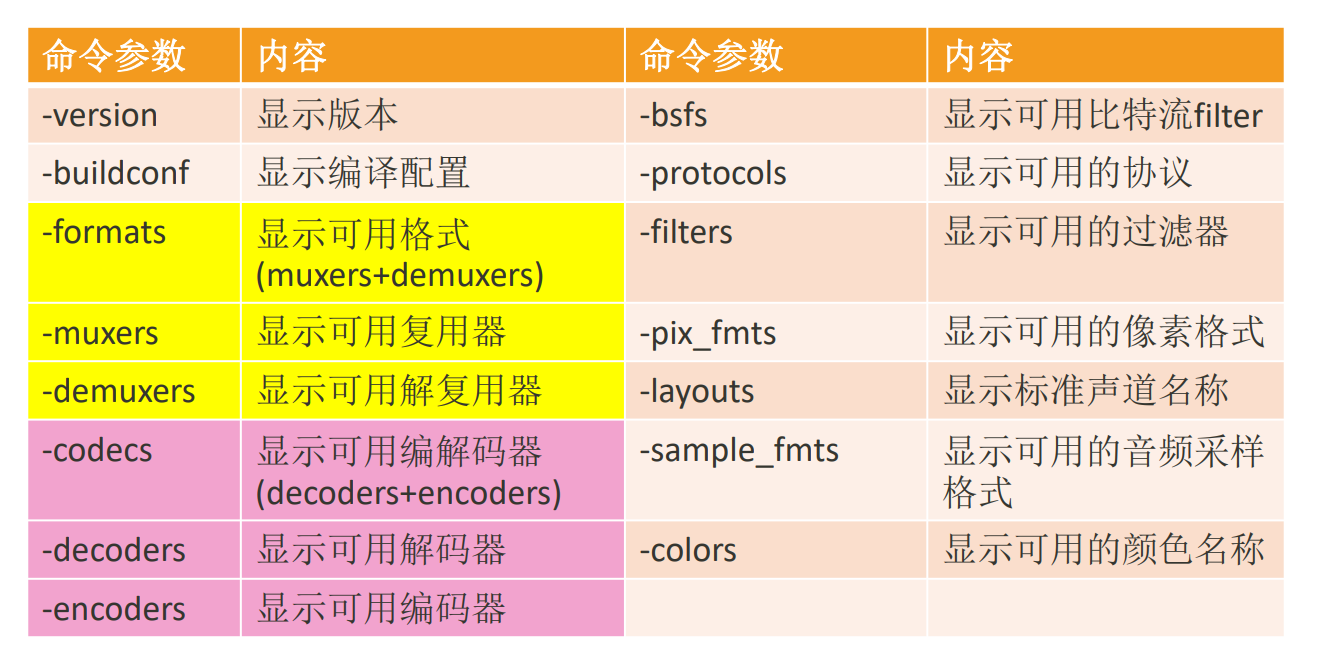 命令参数 内容 命令参数 内容
-version 显示版本 -bsfs 显示可用比特流filter
-buildconf 显示编译配置 -protocols 显示可用的协议
-formats 显示可用格式 -filters 显示可用的过滤器
(muxers+demuxers)
-muxers 显示可用复用器 -pix_fmts 显示可用的像素格式
-demuxers 显示可用解复用器 -layouts 显示标准声道名称
-codecs 显示可用编解码器 -sample_fmts 显示可用的音频采样
(decoders+encoders) 格式
-decoders 显示可用解码器 -colors 显示可用的颜色名称
-encoders 显示可用编码器